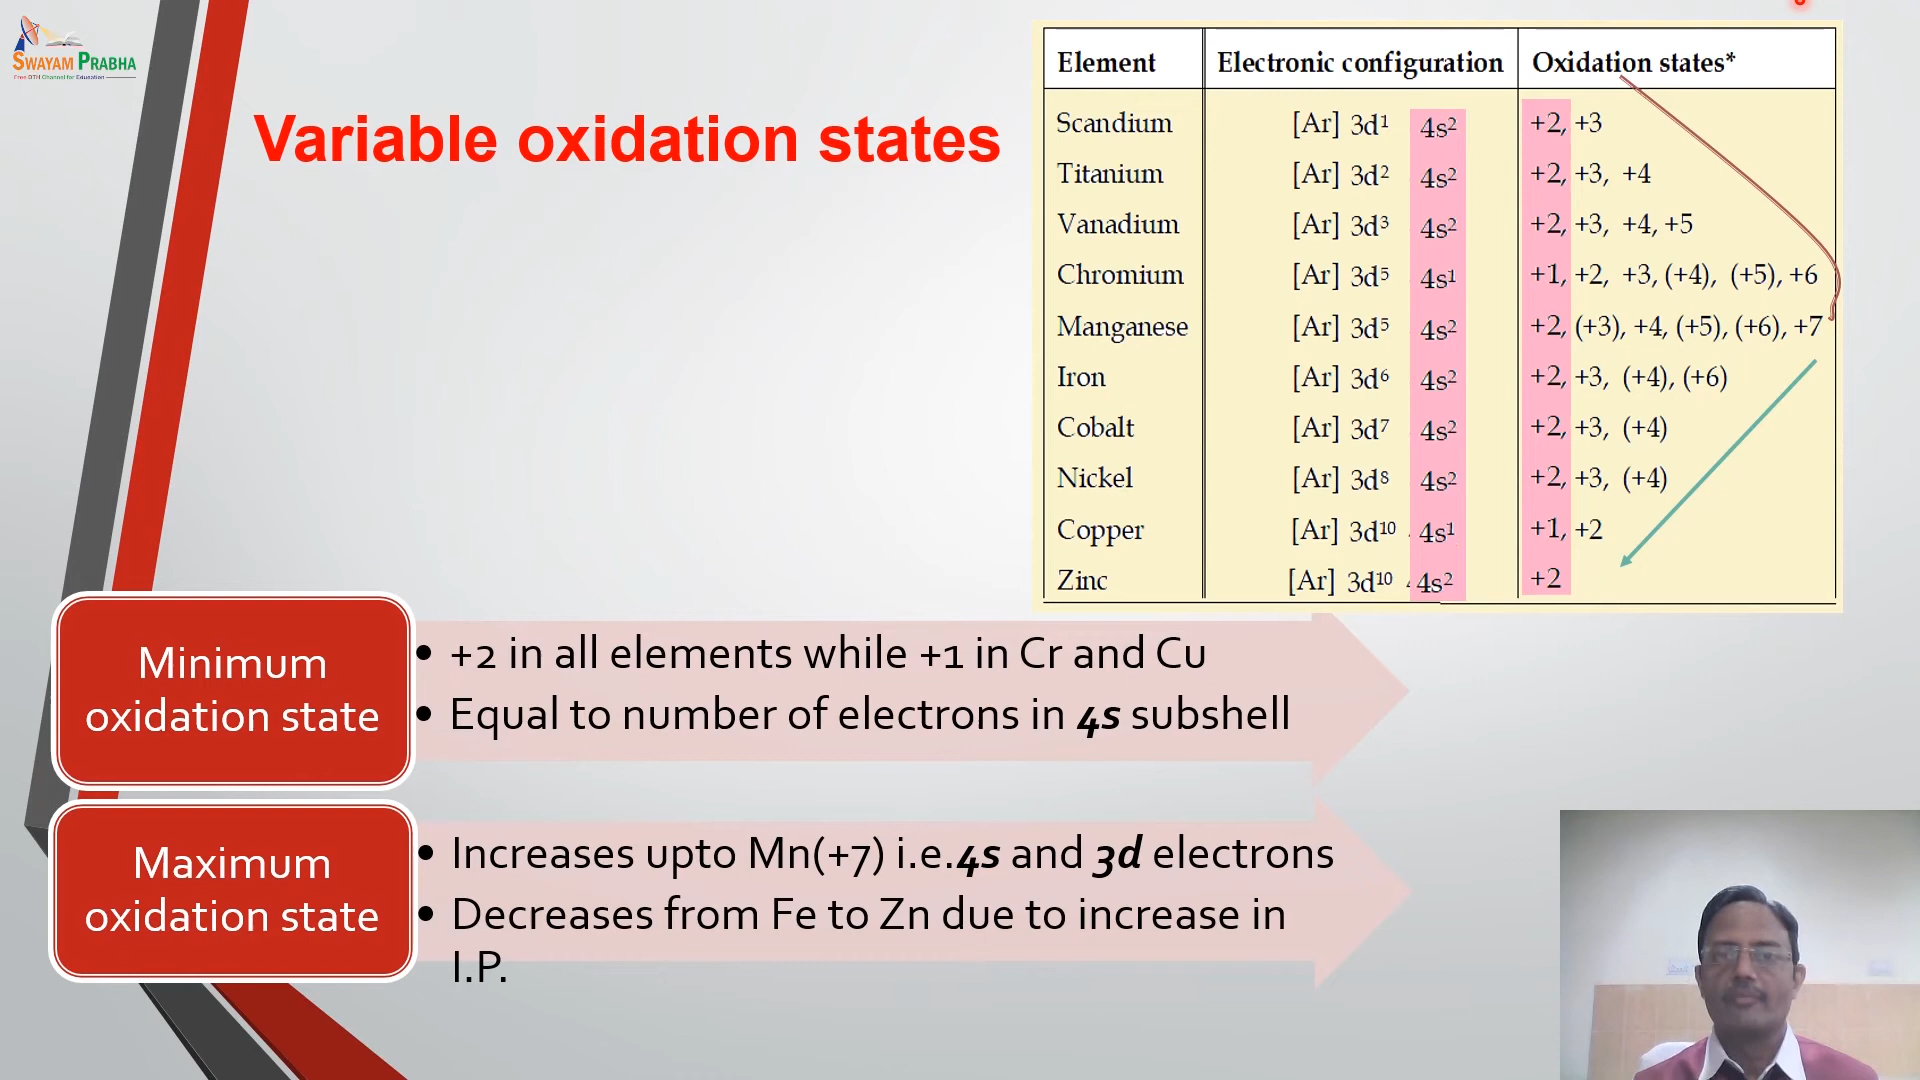 SWAYAM PRABHA
Free DTH Channel for Education
Variable oxidation states
Element Electronic configuration Oxidation states*
Scandium [Ar] 3d¹ 4s² +2, +3
Titanium [Ar] 3d² 4s² +2, +3, +4
Vanadium [Ar] 3d³ 4s² +2, +3, +4, +5
Chromium [Ar] 3d⁵ 4s¹ +1, +2, +3, (+4), (+5), +6
Manganese [Ar] 3d⁵ 4s² +2, (+3), +4, (+5), (+6), +7
Iron [Ar] 3d⁶ 4s² +2, +3, (+4), (+6)
Cobalt [Ar] 3d⁷ 4s² +2, +3, (+4)
Nickel [Ar] 3d⁸ 4s² +2, +3, (+4)
Copper [Ar] 3d¹⁰ 4s¹ +1, +2
Zinc [Ar] 3d¹⁰ 4s² +2
Minimum
oxidation state
• +2 in all elements while +1 in Cr and Cu
• Equal to number of electrons in 4s subshell
Maximum
oxidation state
• Increases upto Mn(+7) i.e.4s and 3d electrons
• Decreases from Fe to Zn due to increase in
I.P.